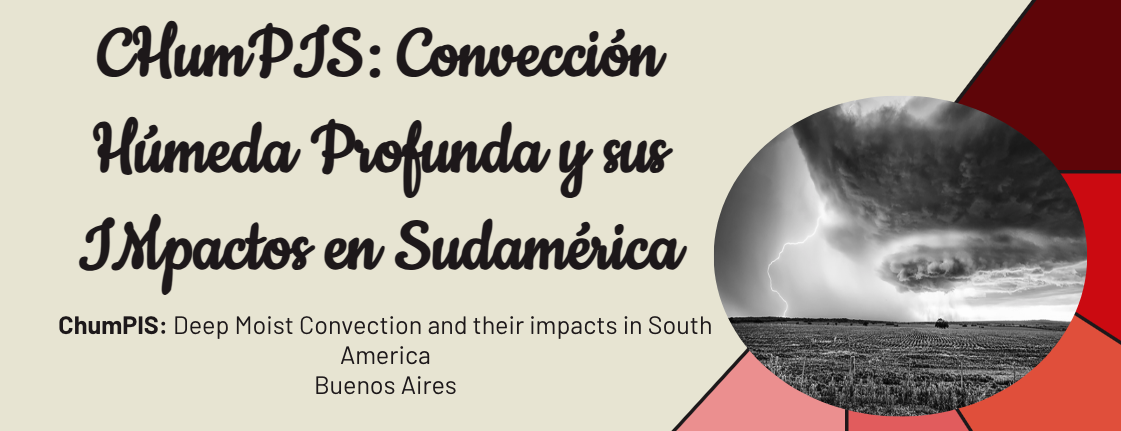 CHumPIS: Convección
Húmeda Profunda y sus
IMpactos en Sudamérica
ChumPIS: Deep Moist Convection and their impacts in South
America
Buenos Aires